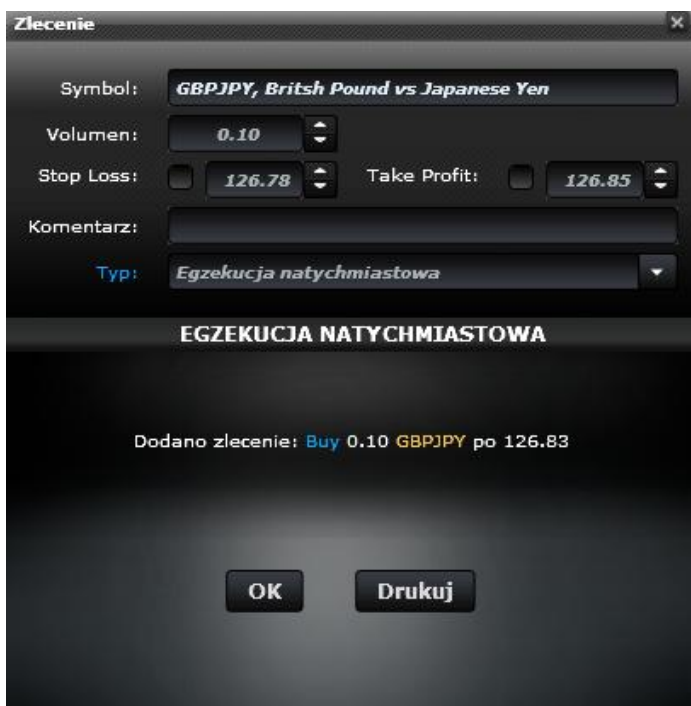 Zlecenie
Symbol: GBPJPY, Britsh Pound vs Japanese Yen
Volumen: 0.10
Stop Loss: 126.78 Take Profit: 126.85
Komentarz:
Typ: Egzekucja natychmiastowa
EGZEKUCJA NATYCHMIASTOWA
Dodano zlecenie: Buy 0.10 GBPJPY po 126.83
OK Drukuj